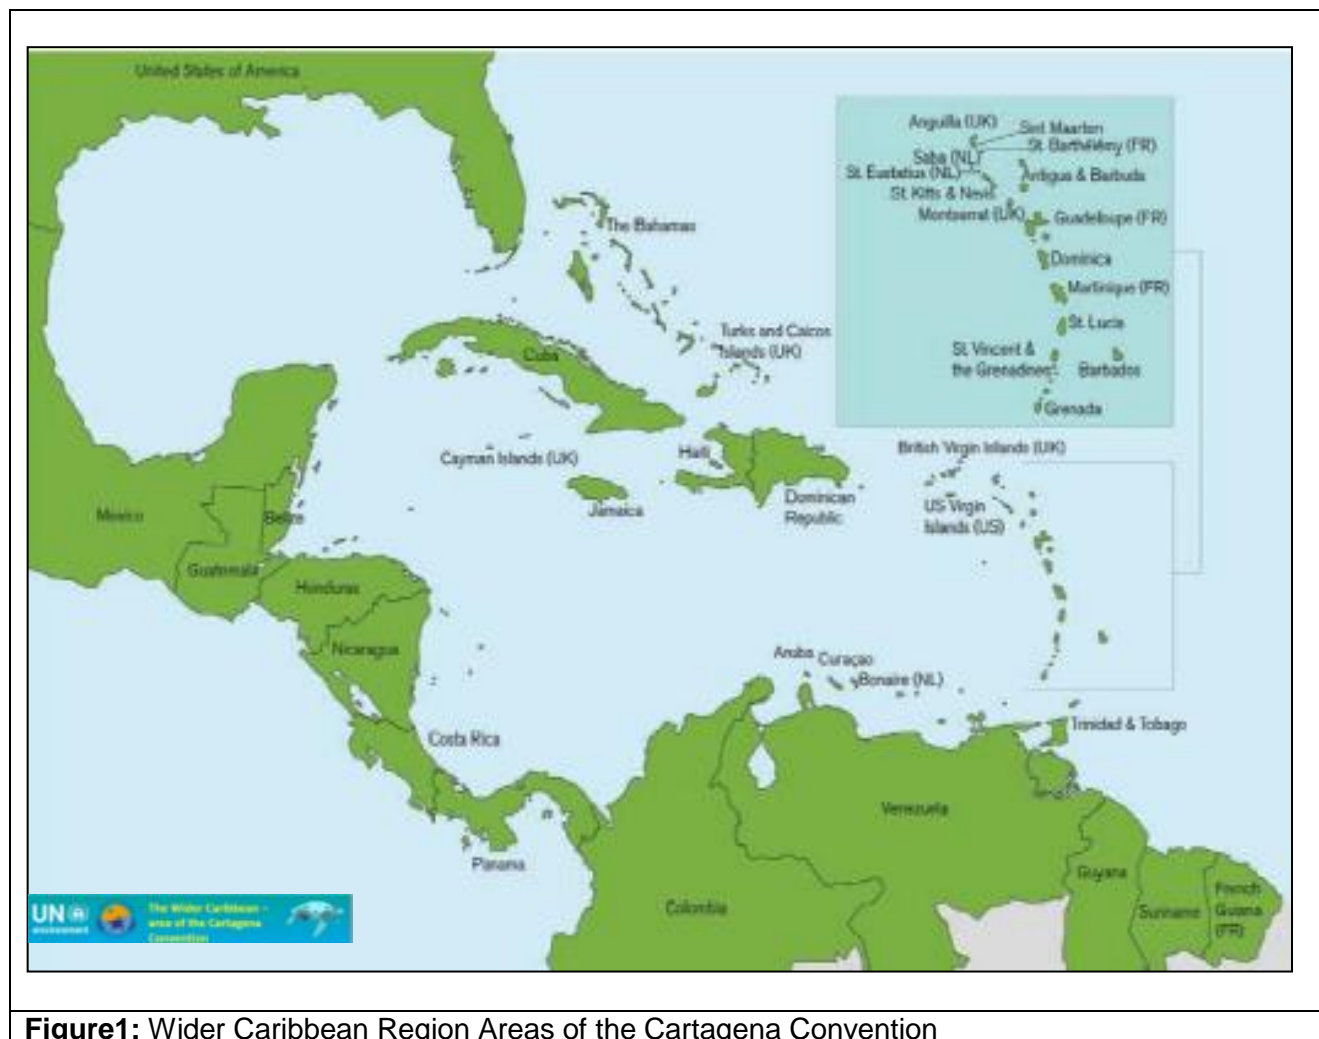 United States of America
The Bahamas
Turks and Caicos
Islands (UK)
Cuba
Cayman Islands (UK)
Jamaica
Haiti
Dominican
Republic
British Virgin Islands (UK)
US Virgin
Islands (US)
Anguilla (UK)
Sint Maarten
St. Barthélémy (FR)
Saba (NL)
St. Eustatius (NL)
Antigua & Barbuda
St. Kitts & Nevis
Montserrat (UK)
Guadeloupe (FR)
Dominica
Martinique (FR)
St. Lucia
St. Vincent &
the Grenadines
Barbados
Grenada
Mexico
Belize
Guatemala
Honduras
Nicaragua
Costa Rica
Panama
Aruba
Curaçao
Bonaire (NL)
Trinidad & Tobago
Venezuela
Colombia
Guyana
Suriname
French
Guiana
(FR)
UN
environment
The Wider Caribbean –
area of the Cartagena
Convention
Figure1: Wider Caribbean Region Areas of the Cartagena Convention